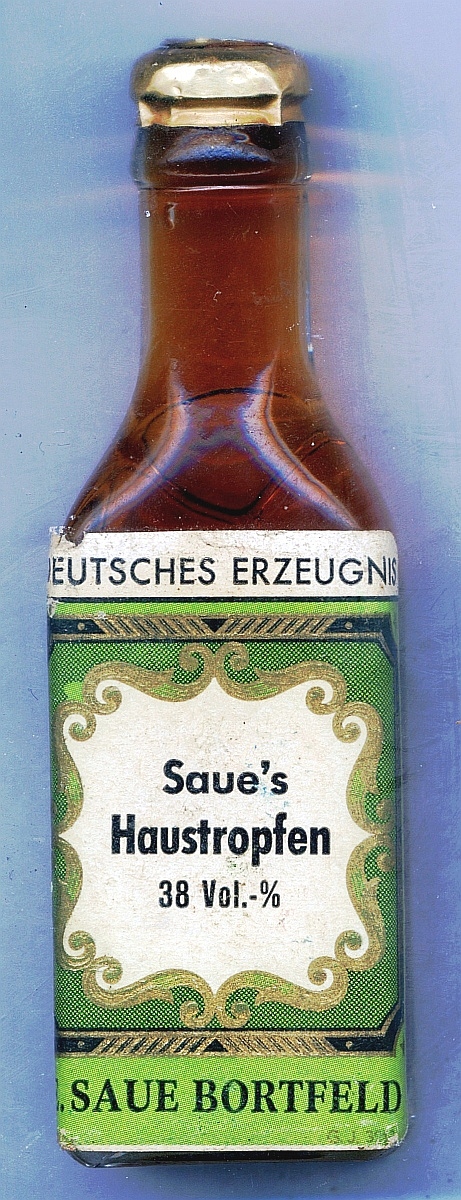 DEUTSCHES ERZEUGNIS
Saue's
Haustropfen
38 Vol.-%
. SAUE BORTFELD